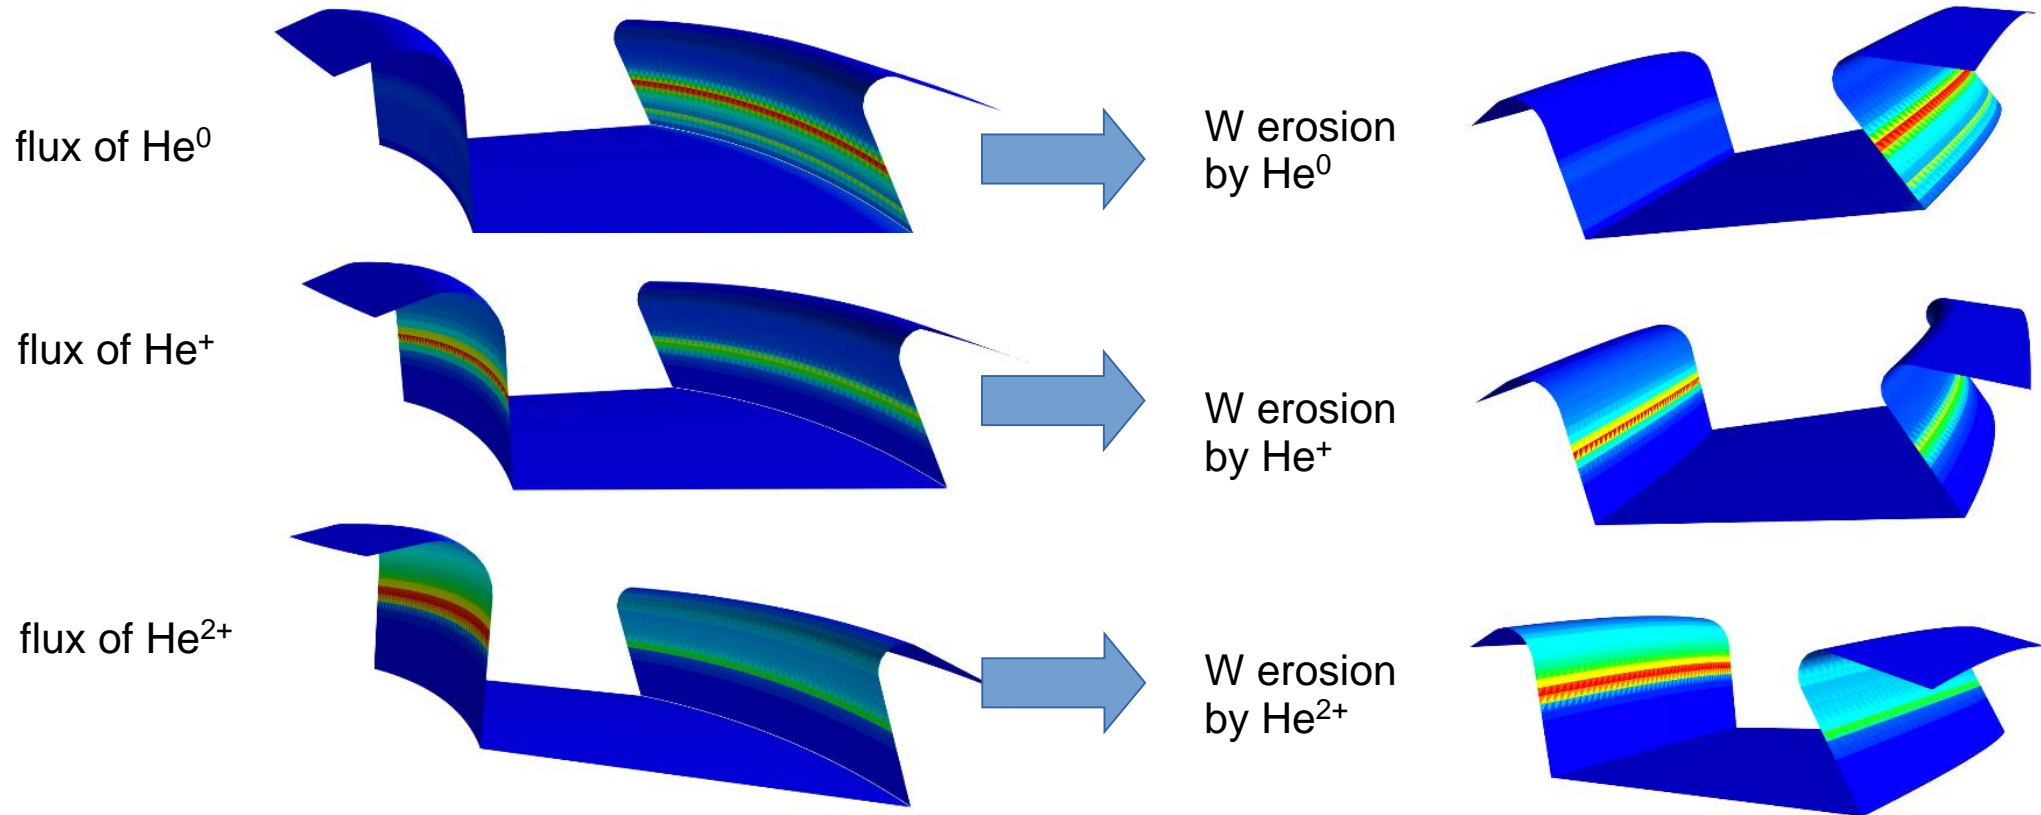 flux of He⁰
W erosion
by He⁰
flux of He⁺
W erosion
by He⁺
flux of He²⁺
W erosion
by He²⁺